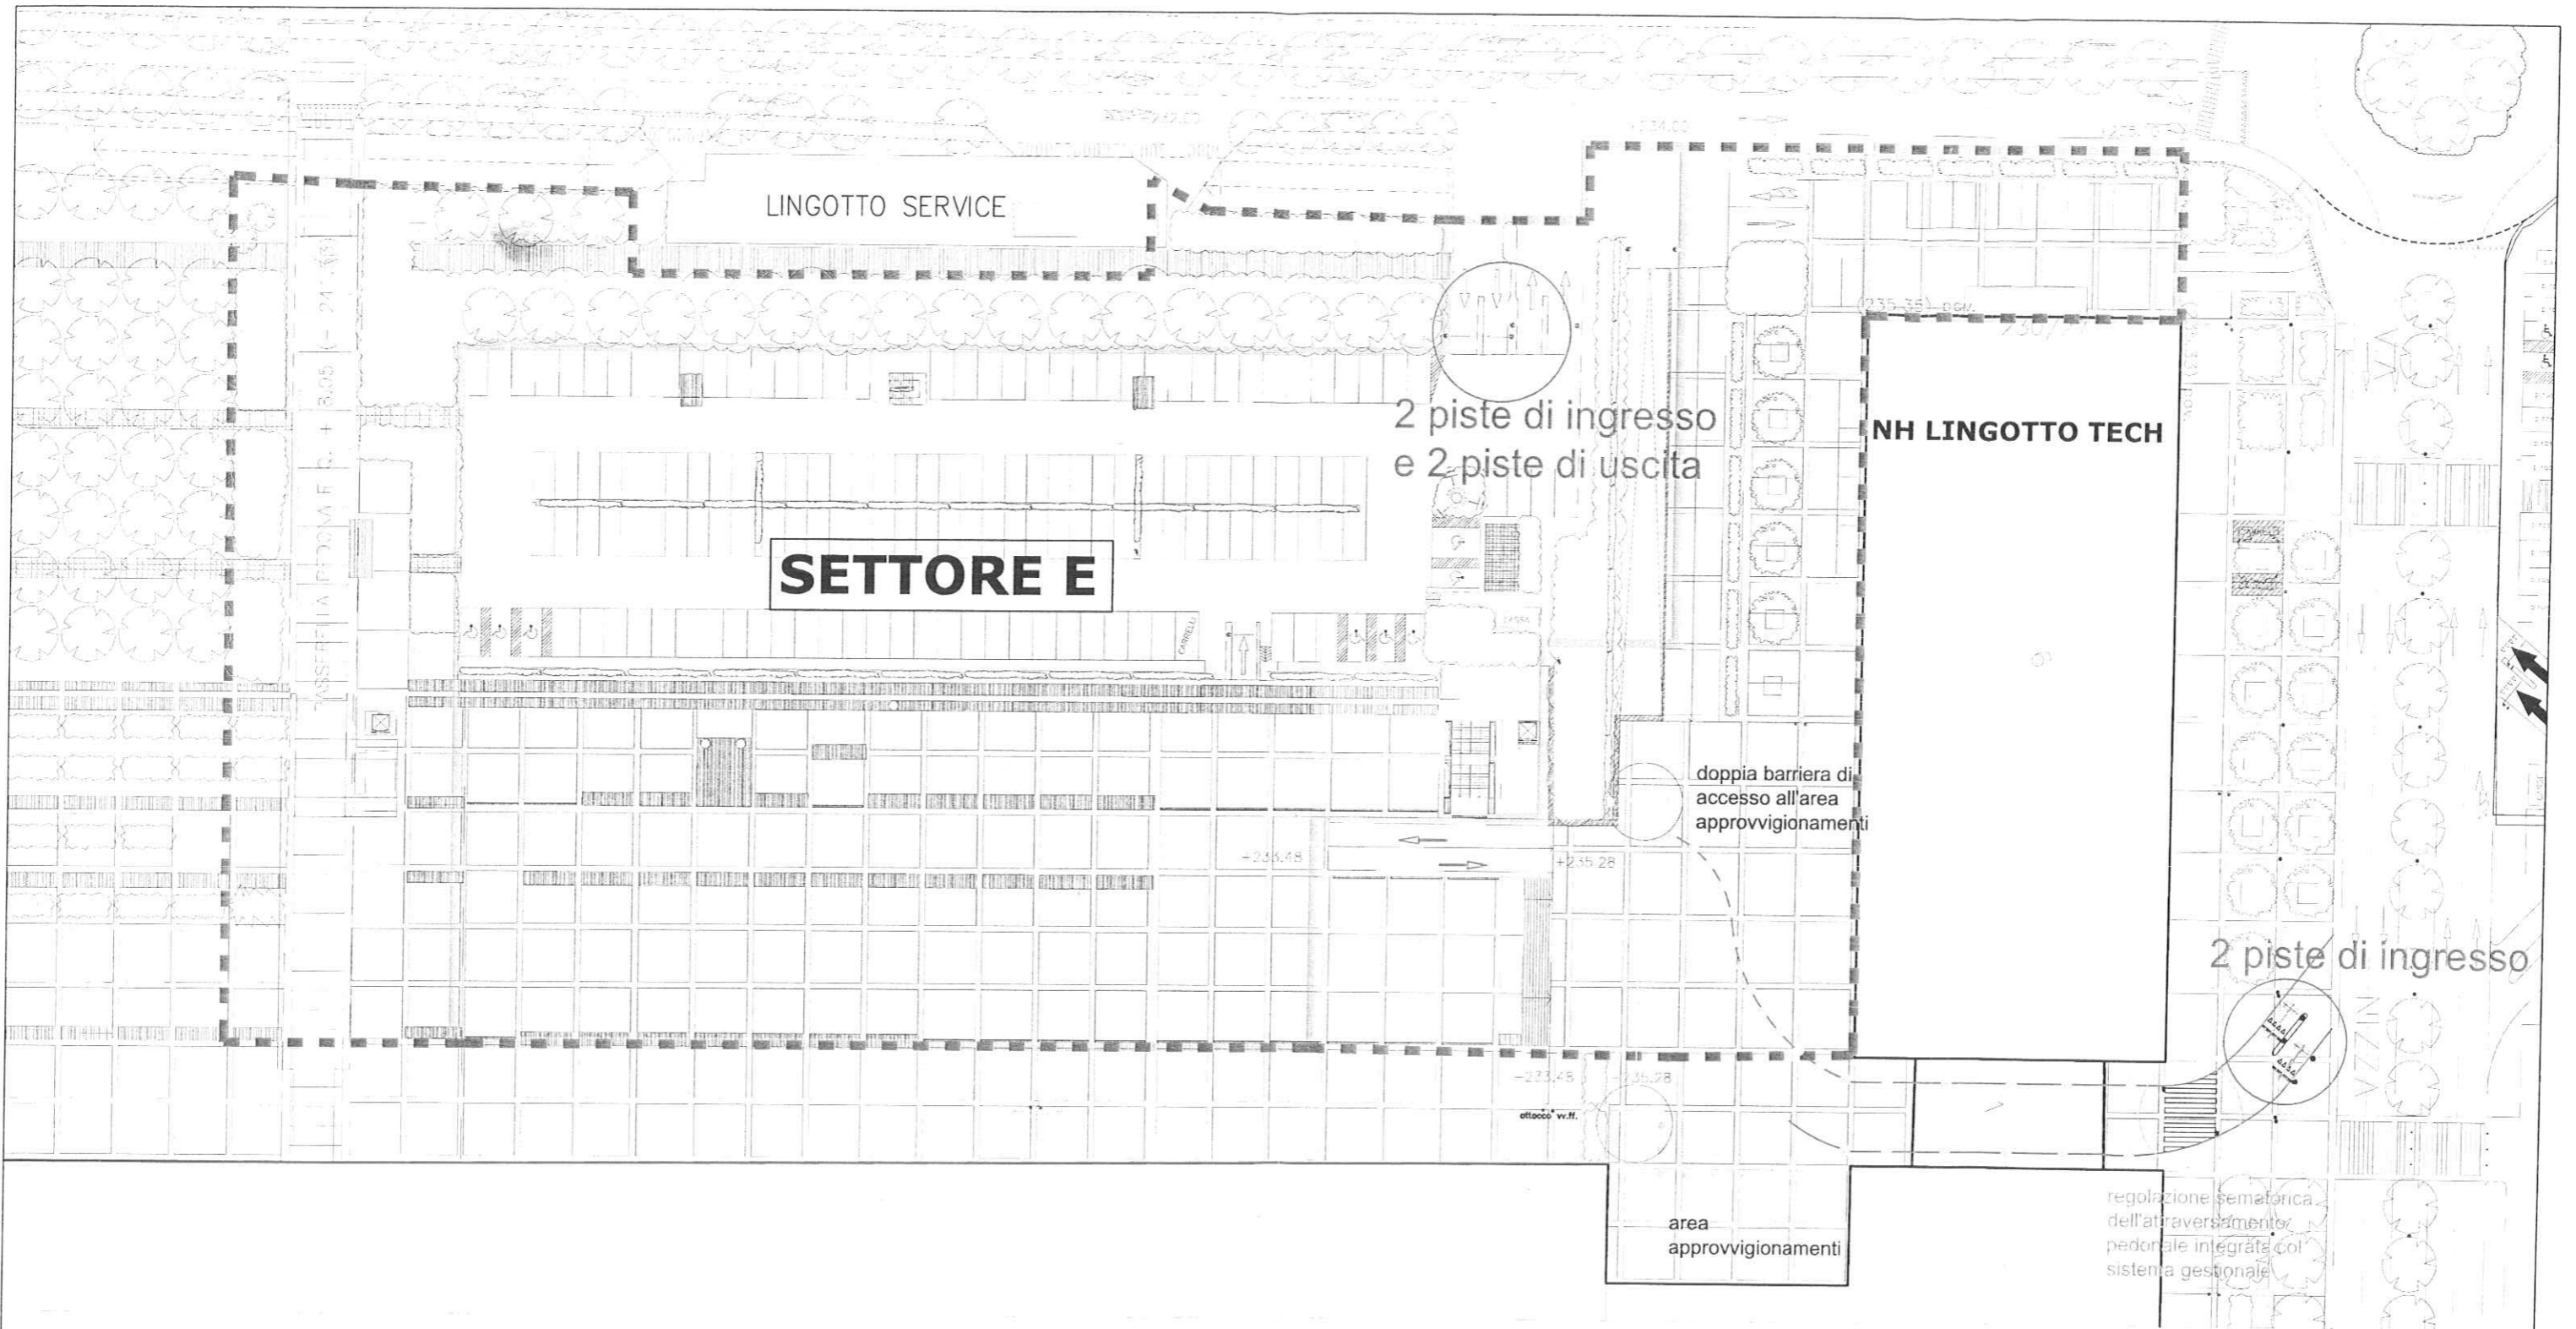 LINGOTTO SERVICE
2 piste di ingresso
e 2 piste di uscita
NH LINGOTTO TECH
SETTORE E
CARRELLI
doppia barriera di
accesso all'area
approvvigionamenti
+233.48
+235.28
2 piste di ingresso
-233.48
area
approvvigionamenti
regolazione semaforica
dell'attraversamento
pedonale integrata col
sistema gestionale